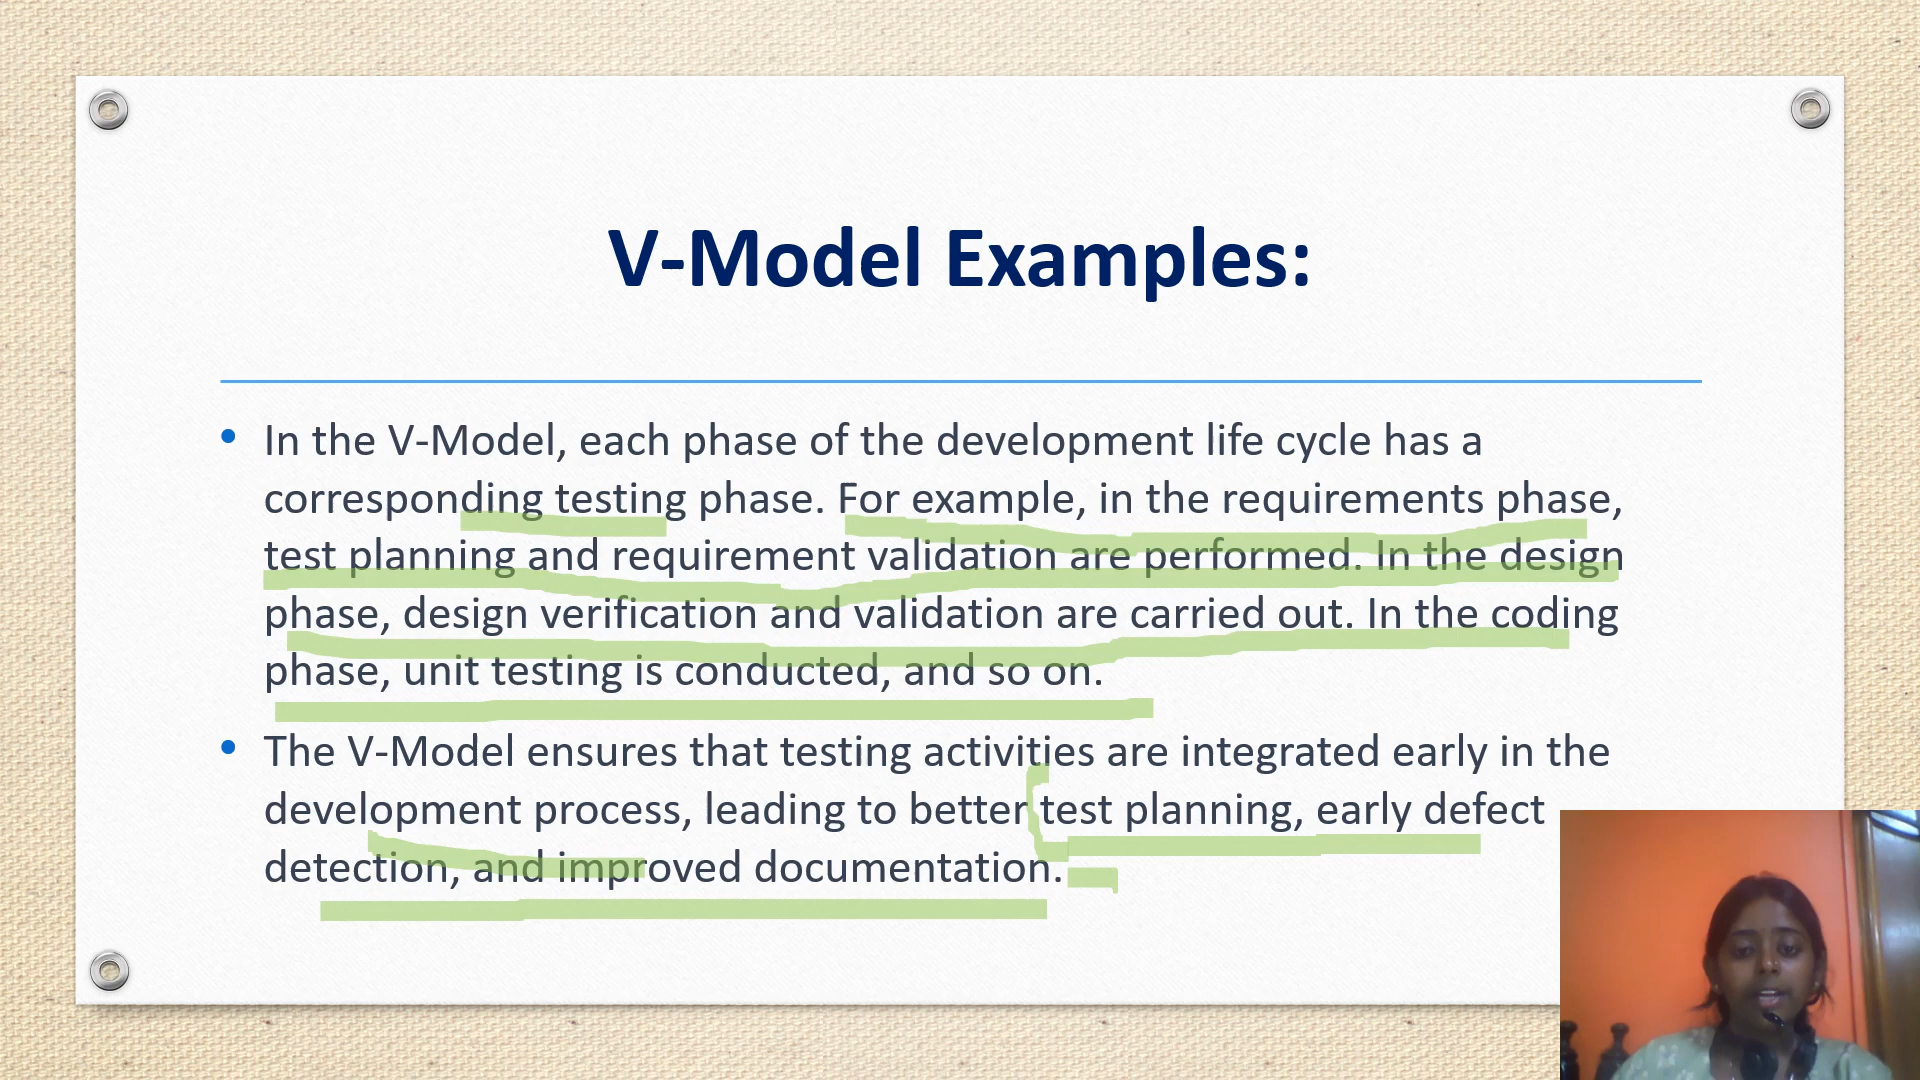 V-Model Examples:
• In the V-Model, each phase of the development life cycle has a
corresponding testing phase. For example, in the requirements phase,
test planning and requirement validation are performed. In the design
phase, design verification and validation are carried out. In the coding
phase, unit testing is conducted, and so on.
• The V-Model ensures that testing activities are integrated early in the
development process, leading to better test planning, early defect
detection, and improved documentation.